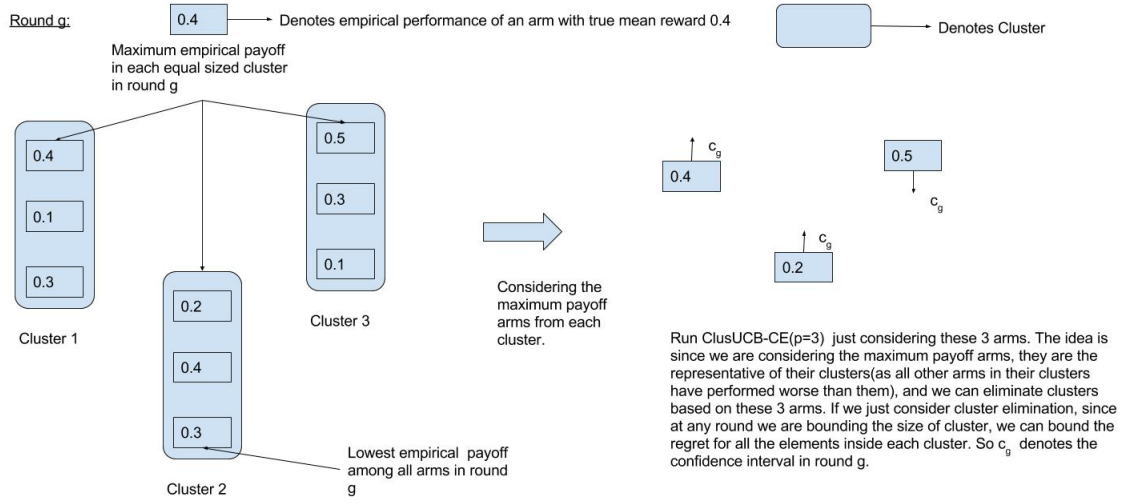 Round g:
0.4
Denotes empirical performance of an arm with true mean reward 0.4
Denotes Cluster
Maximum empirical payoff
in each equal sized cluster
in round g
0.4
0.1
0.3
Cluster 1
0.2
0.4
0.3
Cluster 2
0.5
0.3
0.1
Cluster 3
Lowest empirical payoff
among all arms in round
g
Considering the
maximum payoff
arms from each
cluster.
c_g
0.4
0.5
c_g
c_g
0.2
Run ClusUCB-CE(p=3) just considering these 3 arms. The idea is
since we are considering the maximum payoff arms, they are the
representative of their clusters(as all other arms in their clusters
have performed worse than them), and we can eliminate clusters
based on these 3 arms. If we just consider cluster elimination, since
at any round we are bounding the size of cluster, we can bound the
regret for all the elements inside each cluster. So c_g denotes the
confidence interval in round g.